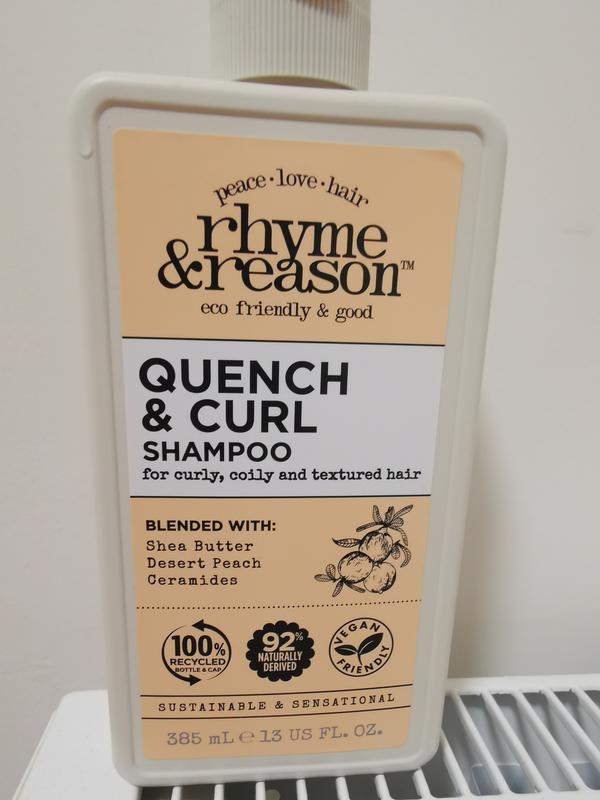 peace·love·hair
rhyme
&reason™
eco friendly & good
QUENCH
& CURL
SHAMPOO
for curly, coily and textured hair
BLENDED WITH:
Shea Butter
Desert Peach
Ceramides
100%
RECYCLED
BOTTLE & CAP
92%
NATURALLY
DERIVED
VEGAN
FRIENDLY
SUSTAINABLE & SENSATIONAL
385 mL ℮ 13 US FL. OZ.